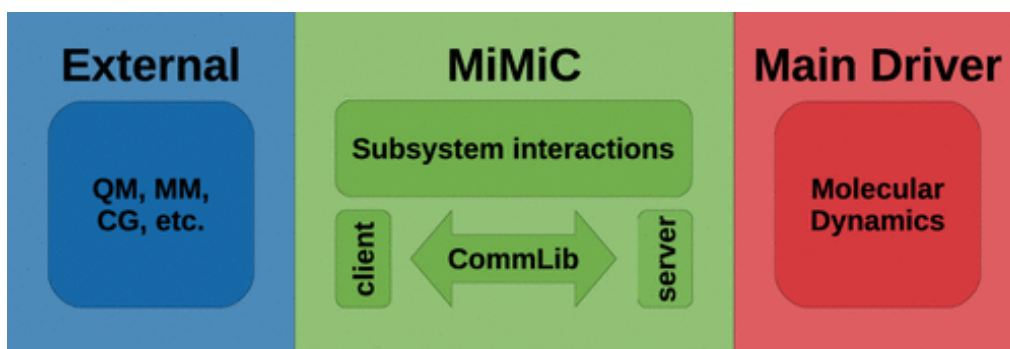 External
QM, MM,
CG, etc.
MiMiC
Subsystem interactions
client
CommLib
server
Main Driver
Molecular
Dynamics